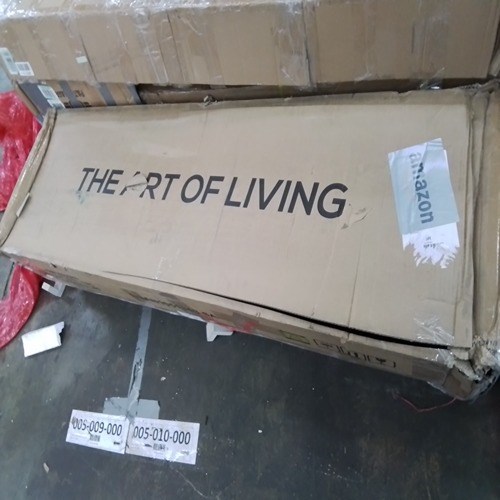 THE ART OF LIVING
amazon
005-009-000
005-010-000